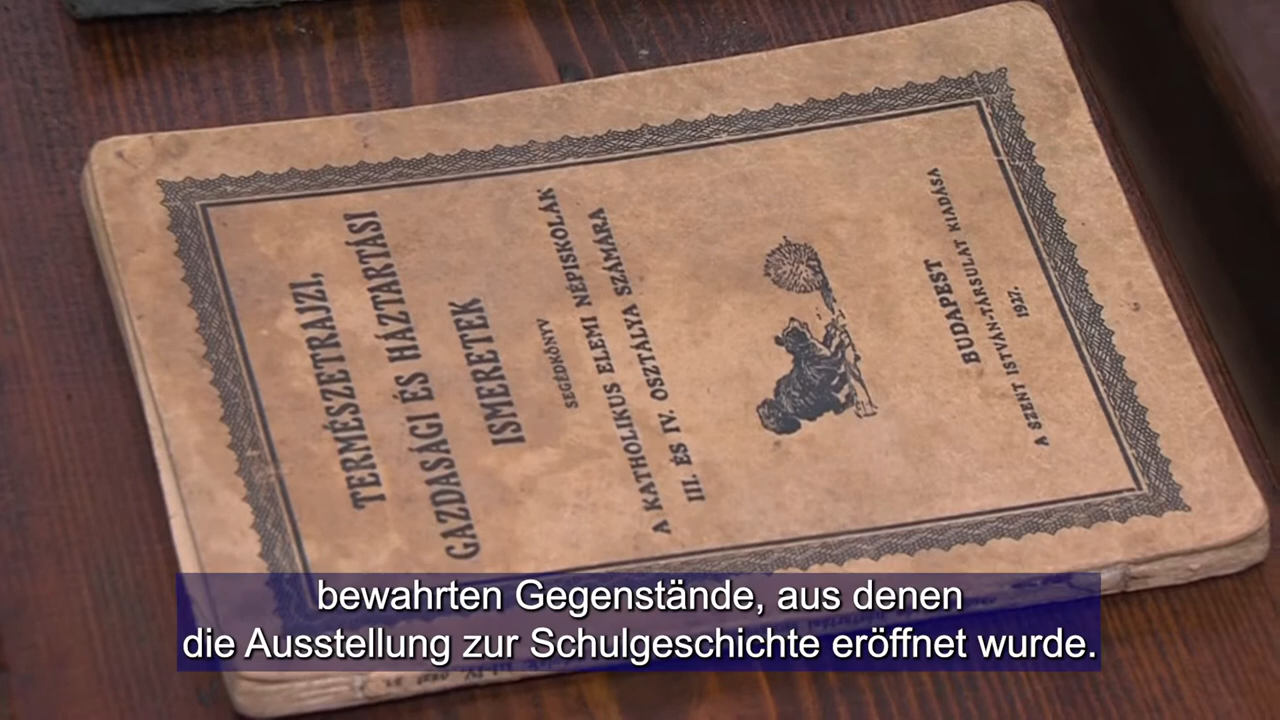 TERMÉSZETRAJZI,
GAZDASÁGI ÉS HÁZTARTÁSI
ISMERETEK
SEGÉDKÖNYV
A KATHOLIKUS ELEMI NÉPISKOLÁK
III. ÉS IV. OSZTÁLYA SZÁMÁRA
BUDAPEST
A SZENT ISTVÁN-TÁRSULAT KIADÁSA
1927.
bewahrten Gegenstände, aus denen
die Ausstellung zur Schulgeschichte eröffnet wurde.